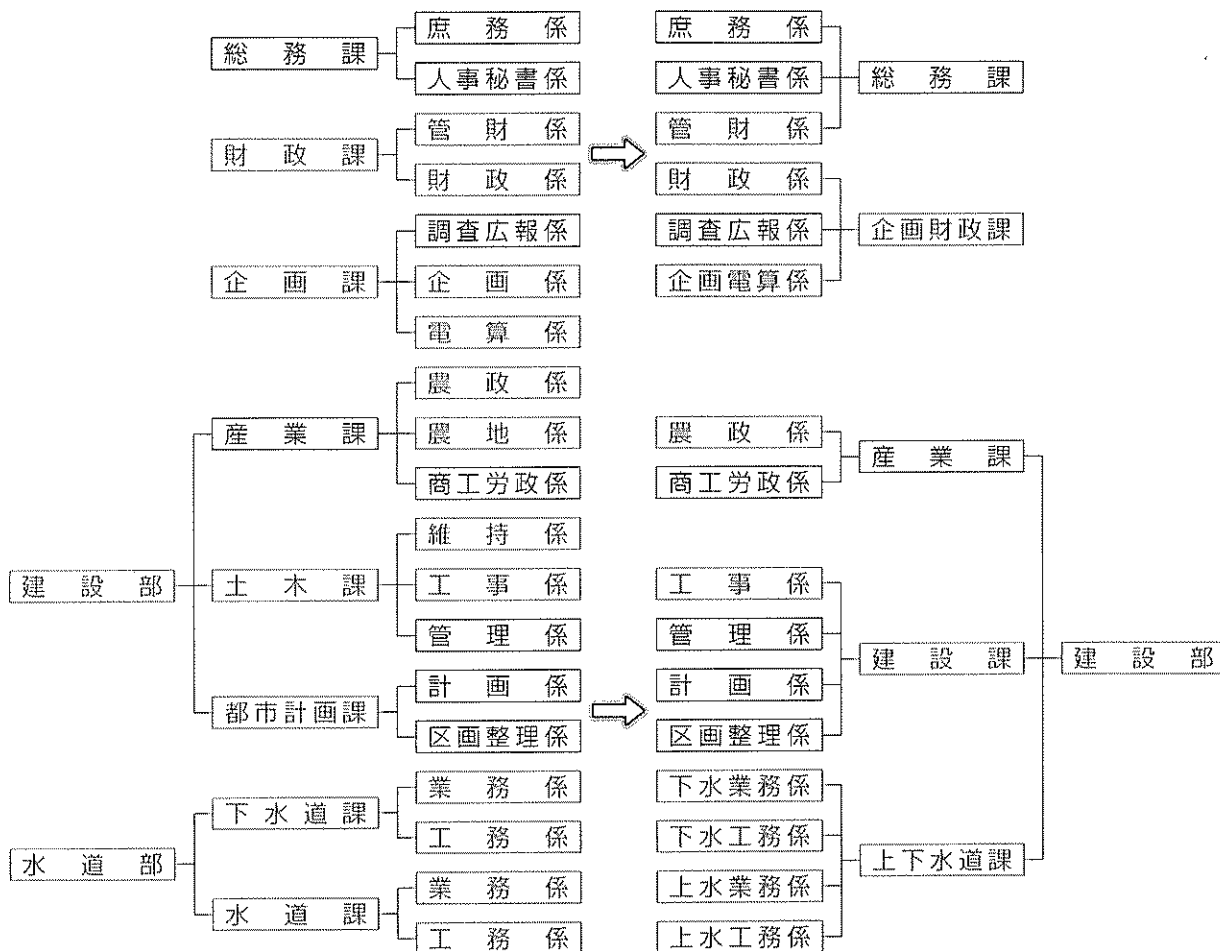 庶務係 庶務係
総務課 総務課
人事秘書係 人事秘書係
管財係 管財係
財政課
財政係 財政係
調査広報係 調査広報係 企画財政課
企画課 企画係 企画電算係
電算係
農政係
産業課 農地係 農政係 産業課
商工労政係 商工労政係
維持係
建設部 土木課 工事係 工事係
管理係 管理係
建設課 建設部
計画係 計画係
都市計画課
区画整理係 区画整理係
業務係 下水業務係
下水道課
工務係 下水工務係
水道部 上下水道課
業務係 上水業務係
水道課
工務係 上水工務係